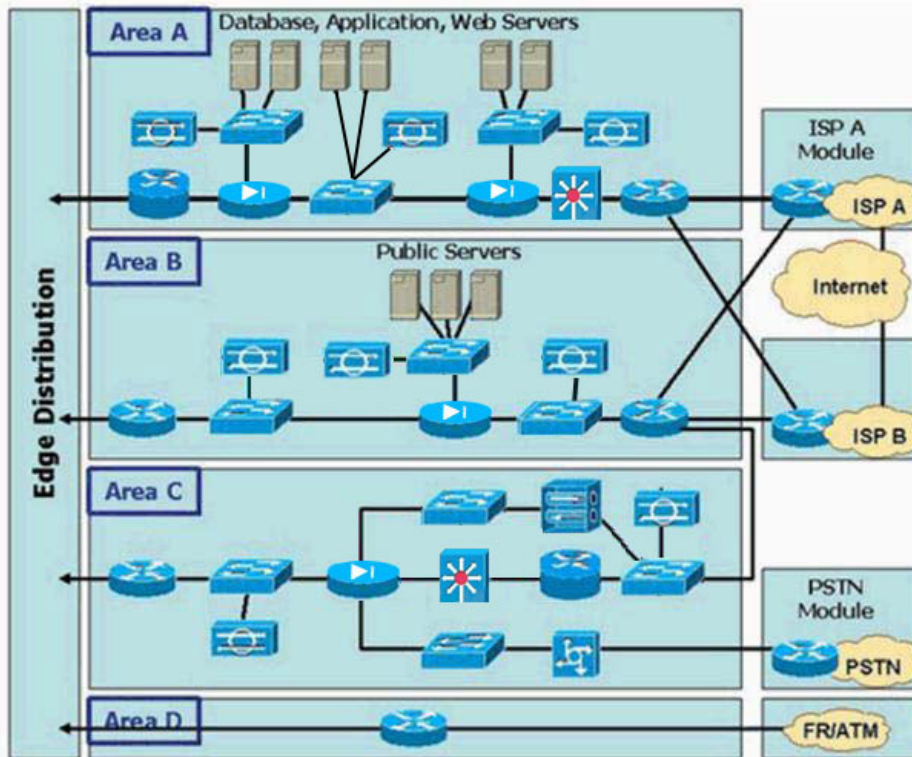 Area A
Database, Application, Web Servers
ISP A
Module
ISP A
Area B
Public Servers
Internet
Edge Distribution
ISP B
Area C
PSTN
Module
PSTN
Area D
FR/ATM